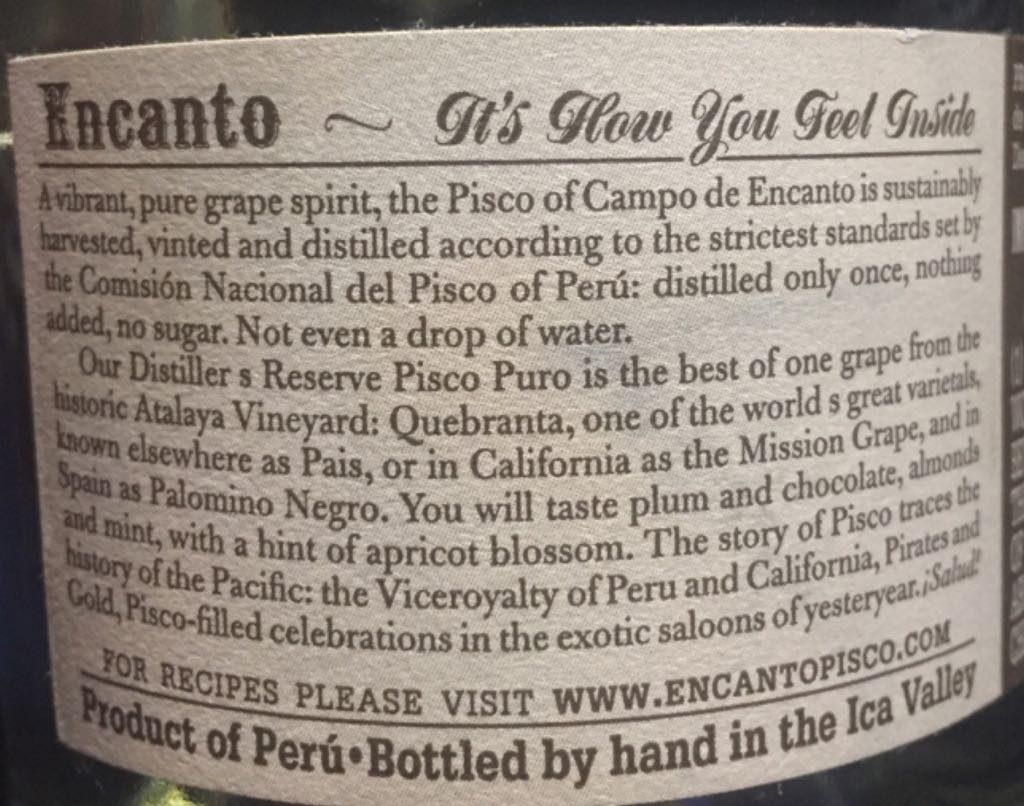 Encanto ~ It's How You Feel Inside
A vibrant, pure grape spirit, the Pisco of Campo de Encanto is sustainably
harvested, vinted and distilled according to the strictest standards set by
the Comisión Nacional del Pisco of Perú: distilled only once, nothing
added, no sugar. Not even a drop of water.
Our Distiller s Reserve Pisco Puro is the best of one grape from the
historic Atalaya Vineyard: Quebranta, one of the world s great varietals,
known elsewhere as Pais, or in California as the Mission Grape, and in
Spain as Palomino Negro. You will taste plum and chocolate, almonds
and mint, with a hint of apricot blossom. The story of Pisco traces the
history of the Pacific: the Viceroyalty of Peru and California, Pirates and
Gold, Pisco-filled celebrations in the exotic saloons of yesteryear. ¡Salud!
FOR RECIPES PLEASE VISIT WWW.ENCANTOPISCO.COM
Product of Perú•Bottled by hand in the Ica Valley